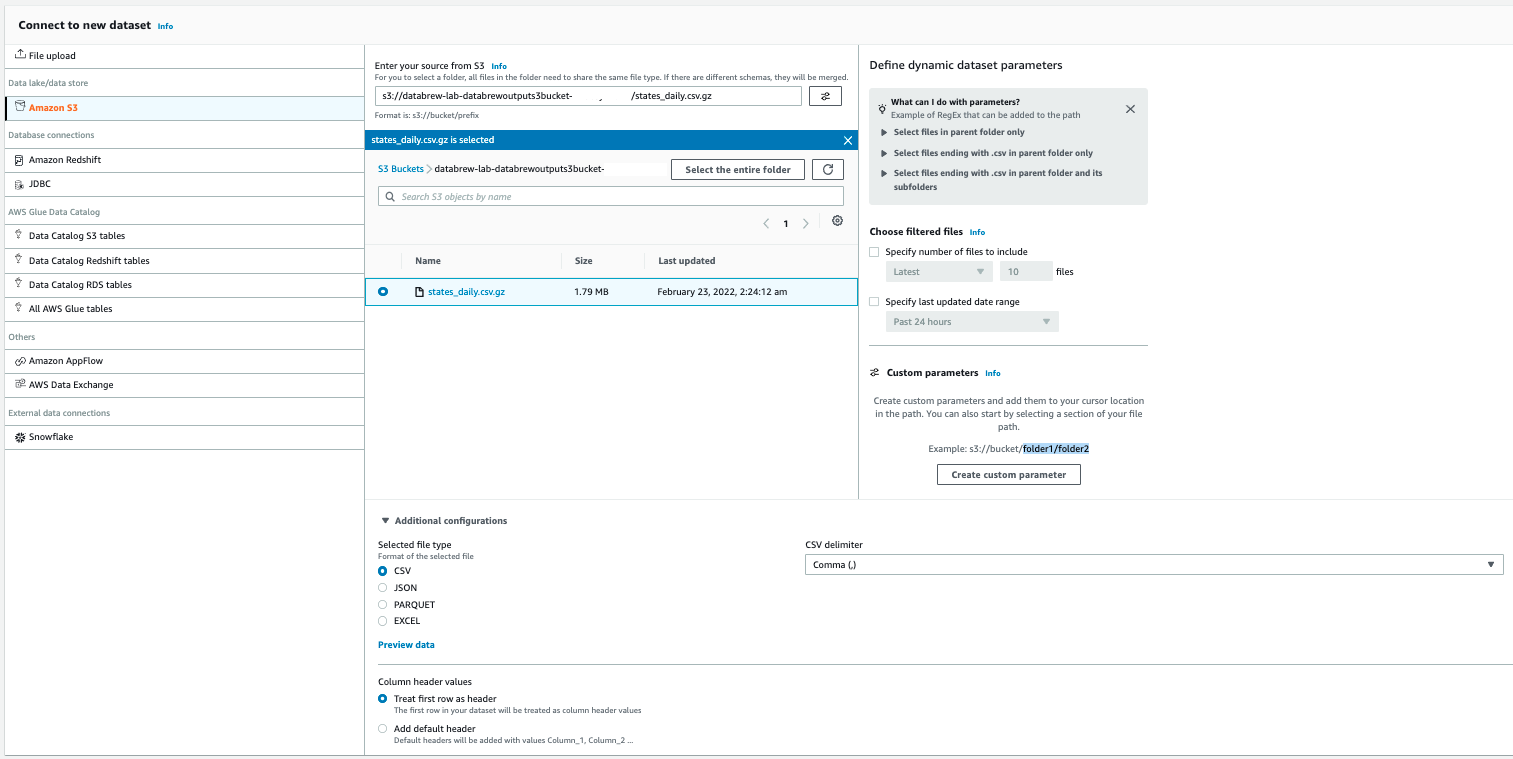 Connect to new dataset Info
File upload
Data lake/data store
Amazon S3
Database connections
Amazon Redshift
JDBC
AWS Glue Data Catalog
Data Catalog S3 tables
Data Catalog Redshift tables
Data Catalog RDS tables
All AWS Glue tables
Others
Amazon AppFlow
AWS Data Exchange
External data connections
Snowflake
Enter your source from S3 Info
For you to select a folder, all files in the folder need to share the same file type. If there are different schemas, they will be merged.
s3://databrew-lab-databrewoutputs3bucket- /states_daily.csv.gz
Format is: s3://bucket/prefix
states_daily.csv.gz is selected
S3 Buckets > databrew-lab-databrewoutputs3bucket-
Select the entire folder
Search S3 objects by name
1
Name Size Last updated
states_daily.csv.gz 1.79 MB February 23, 2022, 2:24:12 am
Define dynamic dataset parameters
What can I do with parameters?
Example of RegEx that can be added to the path
Select files in parent folder only
Select files ending with .csv in parent folder only
Select files ending with .csv in parent folder and its
subfolders
Choose filtered files Info
Specify number of files to include
Latest 10 files
Specify last updated date range
Past 24 hours
Custom parameters Info
Create custom parameters and add them to your cursor location
in the path. You can also start by selecting a section of your file
path.
Example: s3://bucket/folder1/folder2
Create custom parameter
Additional configurations
Selected file type
Format of the selected file
CSV
JSON
PARQUET
EXCEL
Preview data
CSV delimiter
Comma (,)
Column header values
Treat first row as header
The first row in your dataset will be treated as column header values
Add default header
Default headers will be added with values Column_1, Column_2 ...